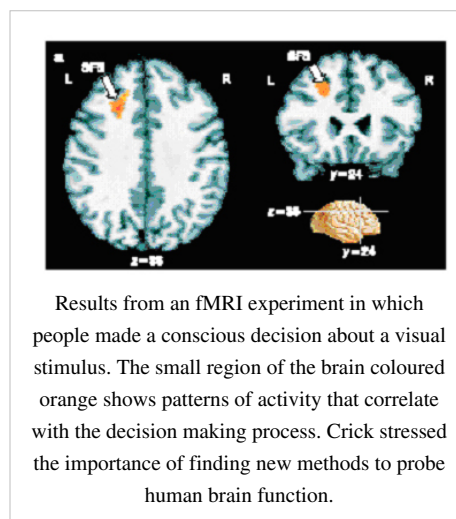 a
SFS
SFS
L
R
L
R
y=24
z=36
y=24
z=36
Results from an fMRI experiment in which
people made a conscious decision about a visual
stimulus. The small region of the brain coloured
orange shows patterns of activity that correlate
with the decision making process. Crick stressed
the importance of finding new methods to probe
human brain function.